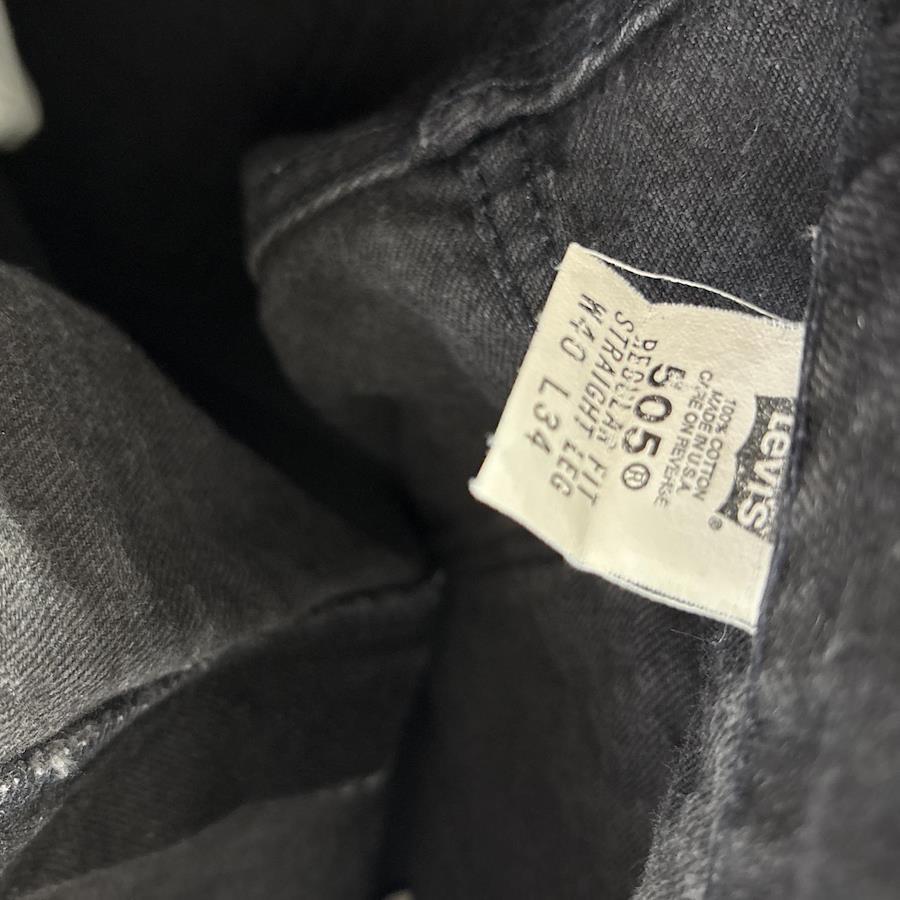 Levi's®
100% COTTON
MADE IN U.S.A.
CARE ON REVERSE
505®
REGULAR FIT
STRAIGHT LEG
W40 L34